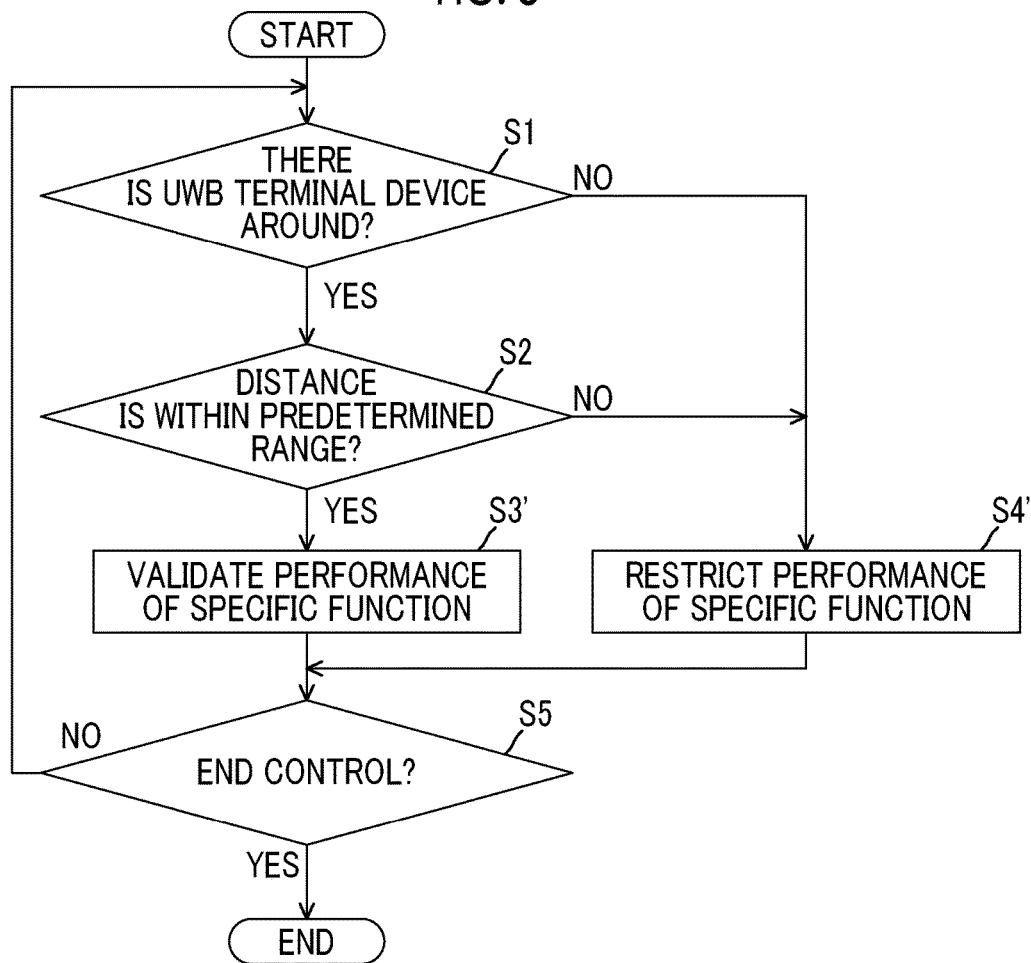 START
S1
THERE
IS UWB TERMINAL DEVICE
AROUND?
NO
YES
S2
DISTANCE
IS WITHIN PREDETERMINED
RANGE?
NO
YES
S3'
VALIDATE PERFORMANCE
OF SPECIFIC FUNCTION
S4'
RESTRICT PERFORMANCE
OF SPECIFIC FUNCTION
S5
NO
END CONTROL?
YES
END